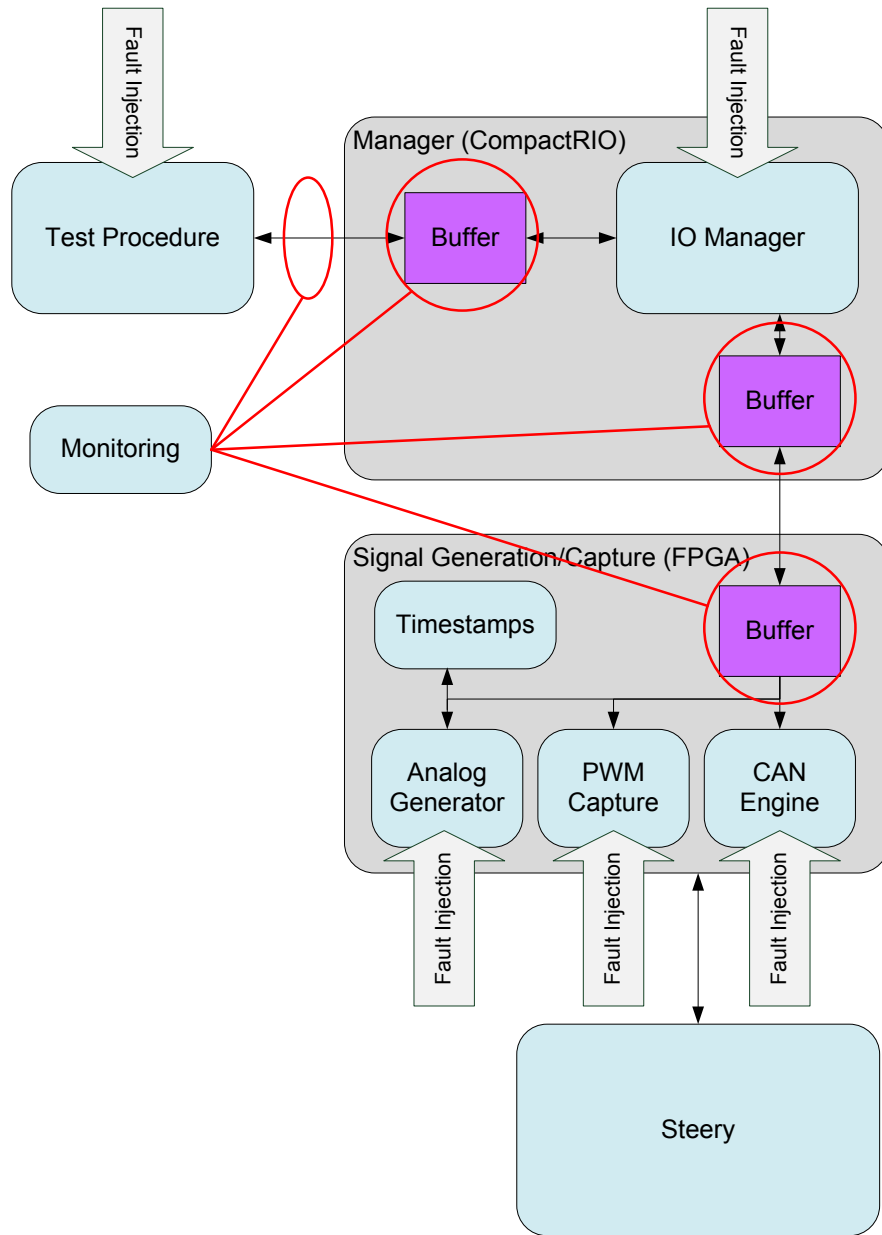 Fault Injection
Fault Injection
Manager (CompactRIO)
Test Procedure
Buffer
IO Manager
Buffer
Monitoring
Signal Generation/Capture (FPGA)
Timestamps
Buffer
Analog
Generator
PWM
Capture
CAN
Engine
Fault Injection
Fault Injection
Fault Injection
Steery